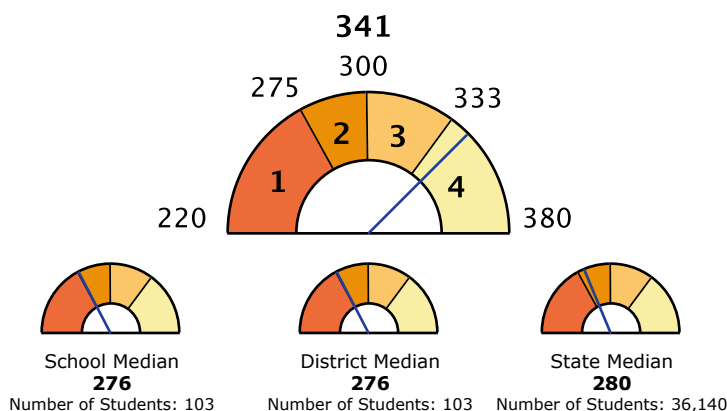 341
300
275
333
2
3
1
4
220
380
School Median
276
Number of Students: 103
District Median
276
Number of Students: 103
State Median
280
Number of Students: 36,140